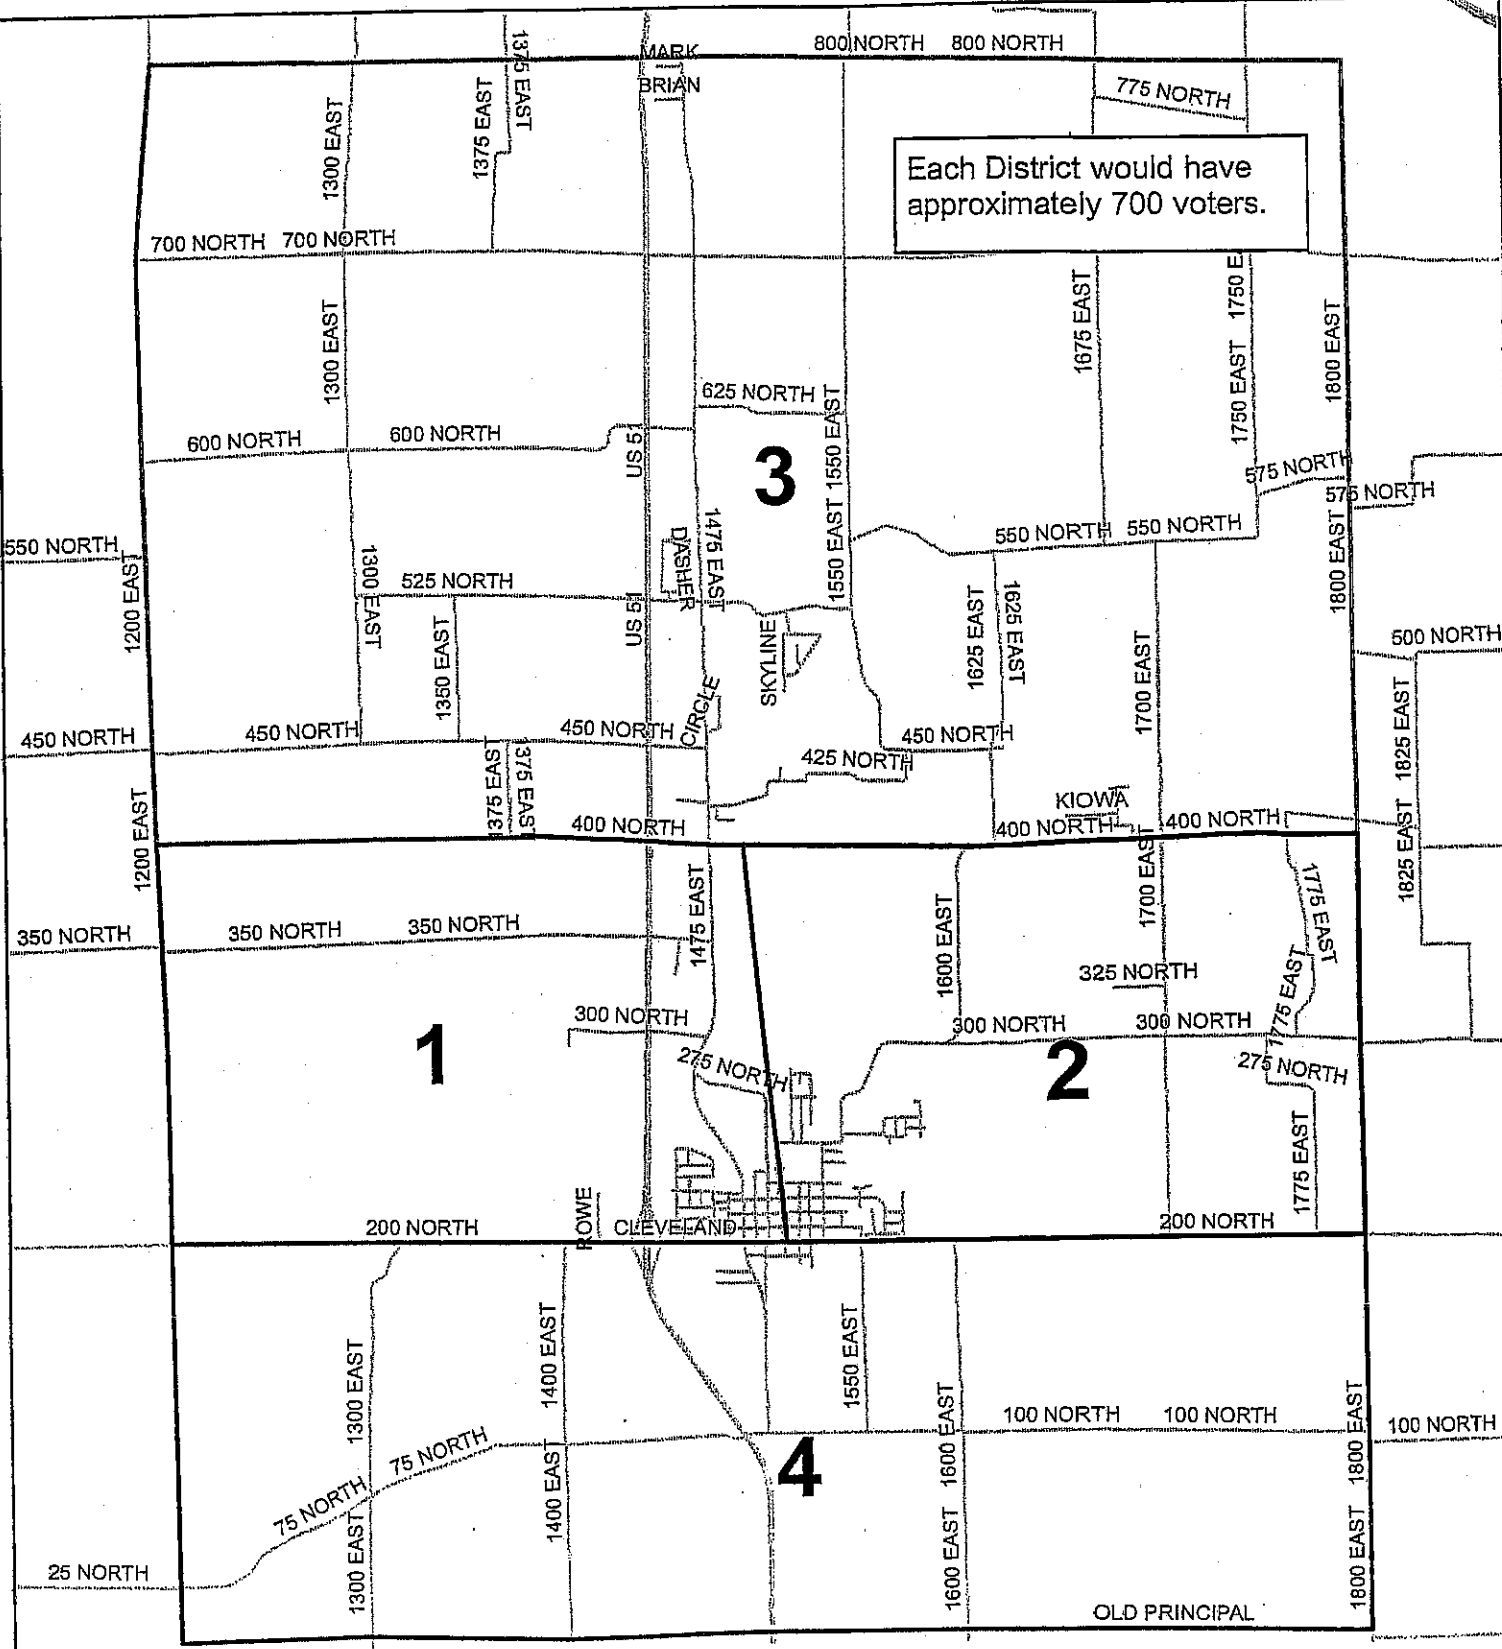 800 NORTH 800 NORTH
MARK
BRIAN
1375 EAST
1375 EAST
1300 EAST
775 NORTH
Each District would have
approximately 700 voters.
700 NORTH 700 NORTH
1300 EAST
1675 EAST
1750 EAST 1750 E
1800 EAST
625 NORTH
600 NORTH
600 NORTH
US 51
3
1550 EAST 1550 EAST
575 NORTH
575 NORTH
550 NORTH
1200 EAST
1300 EAST
525 NORTH
US 51
DASHER
1475 EAST
550 NORTH 550 NORTH
1800 EAST
1350 EAST
SKYLINE
1625 EAST
1625 EAST
1700 EAST
500 NORTH
CIRCLE
450 NORTH
450 NORTH
450 NORTH
450 NORTH
425 NORTH
1825 EAST 1825 EAST
1375 EAST
1375 EAST
KIOWA
1200 EAST
400 NORTH
400 NORTH
400 NORTH
1700 EAST
1775 EAST
350 NORTH
350 NORTH
350 NORTH
1475 EAST
1600 EAST
325 NORTH
1775 EAST
300 NORTH
300 NORTH
300 NORTH
1
2
275 NORTH
275 NORTH
1775 EAST
ROWE
200 NORTH
CLEVELAND
200 NORTH
1300 EAST
1400 EAST
1550 EAST
1600 EAST
1800 EAST
100 NORTH 100 NORTH
100 NORTH
75 NORTH
75 NORTH
4
1400 EAST
1300 EAST
1600 EAST
1800 EAST
25 NORTH
OLD PRINCIPAL